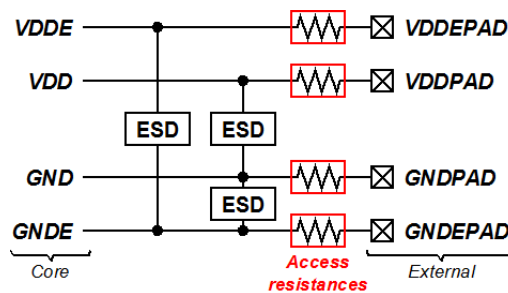 VDDE
VDDEPAD
VDD
VDDPAD
ESD
ESD
GND
GNDPAD
ESD
GNDE
GNDEPAD
Core
Access
resistances
External